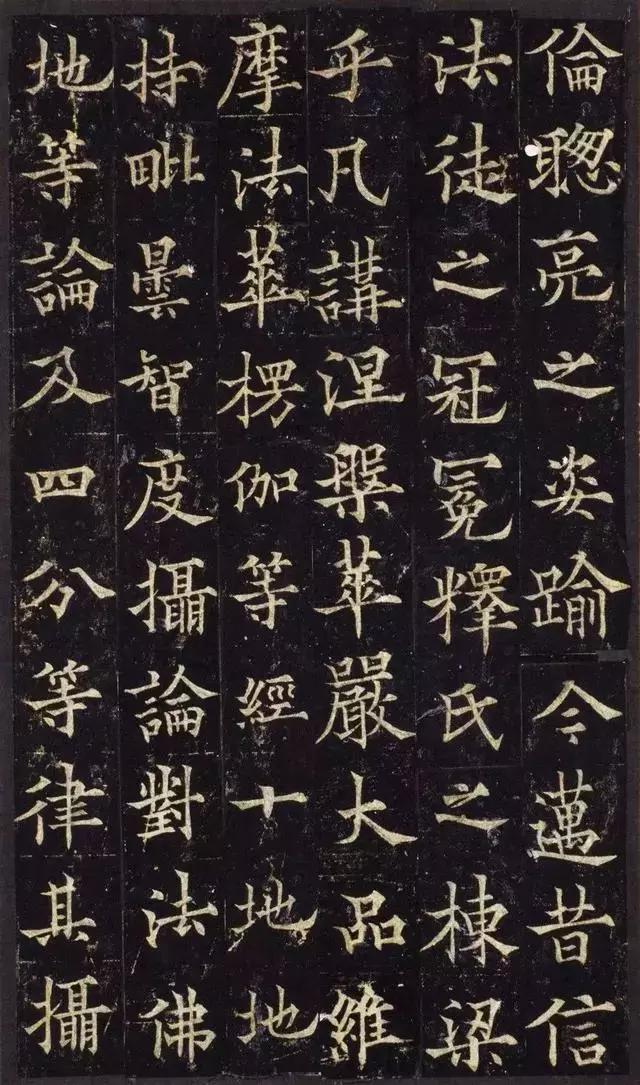 倫聦亮之姿踰今邁昔信
法徒之冠冕釋氏之棟梁
乎凡講涅槃華嚴大品維
摩法華楞伽等經十地地
持毗曇智度攝論對法佛
地等論及四分等律其攝